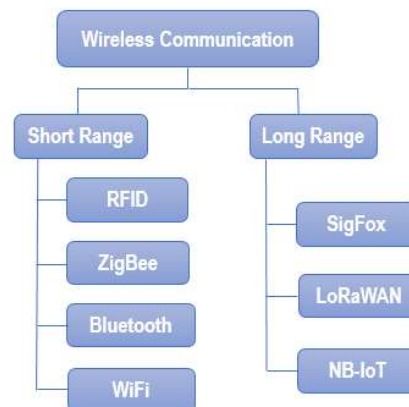 Wireless Communication
Short Range
Long Range
RFID
ZigBee
Bluetooth
WiFi
SigFox
LoRaWAN
NB-IoT